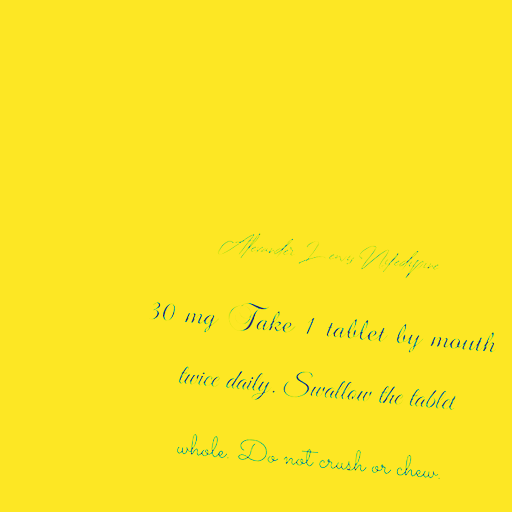 Alexander Lewis Nifedipine
30 mg Take 1 tablet by mouth
twice daily. Swallow the tablet
whole. Do not crush or chew.